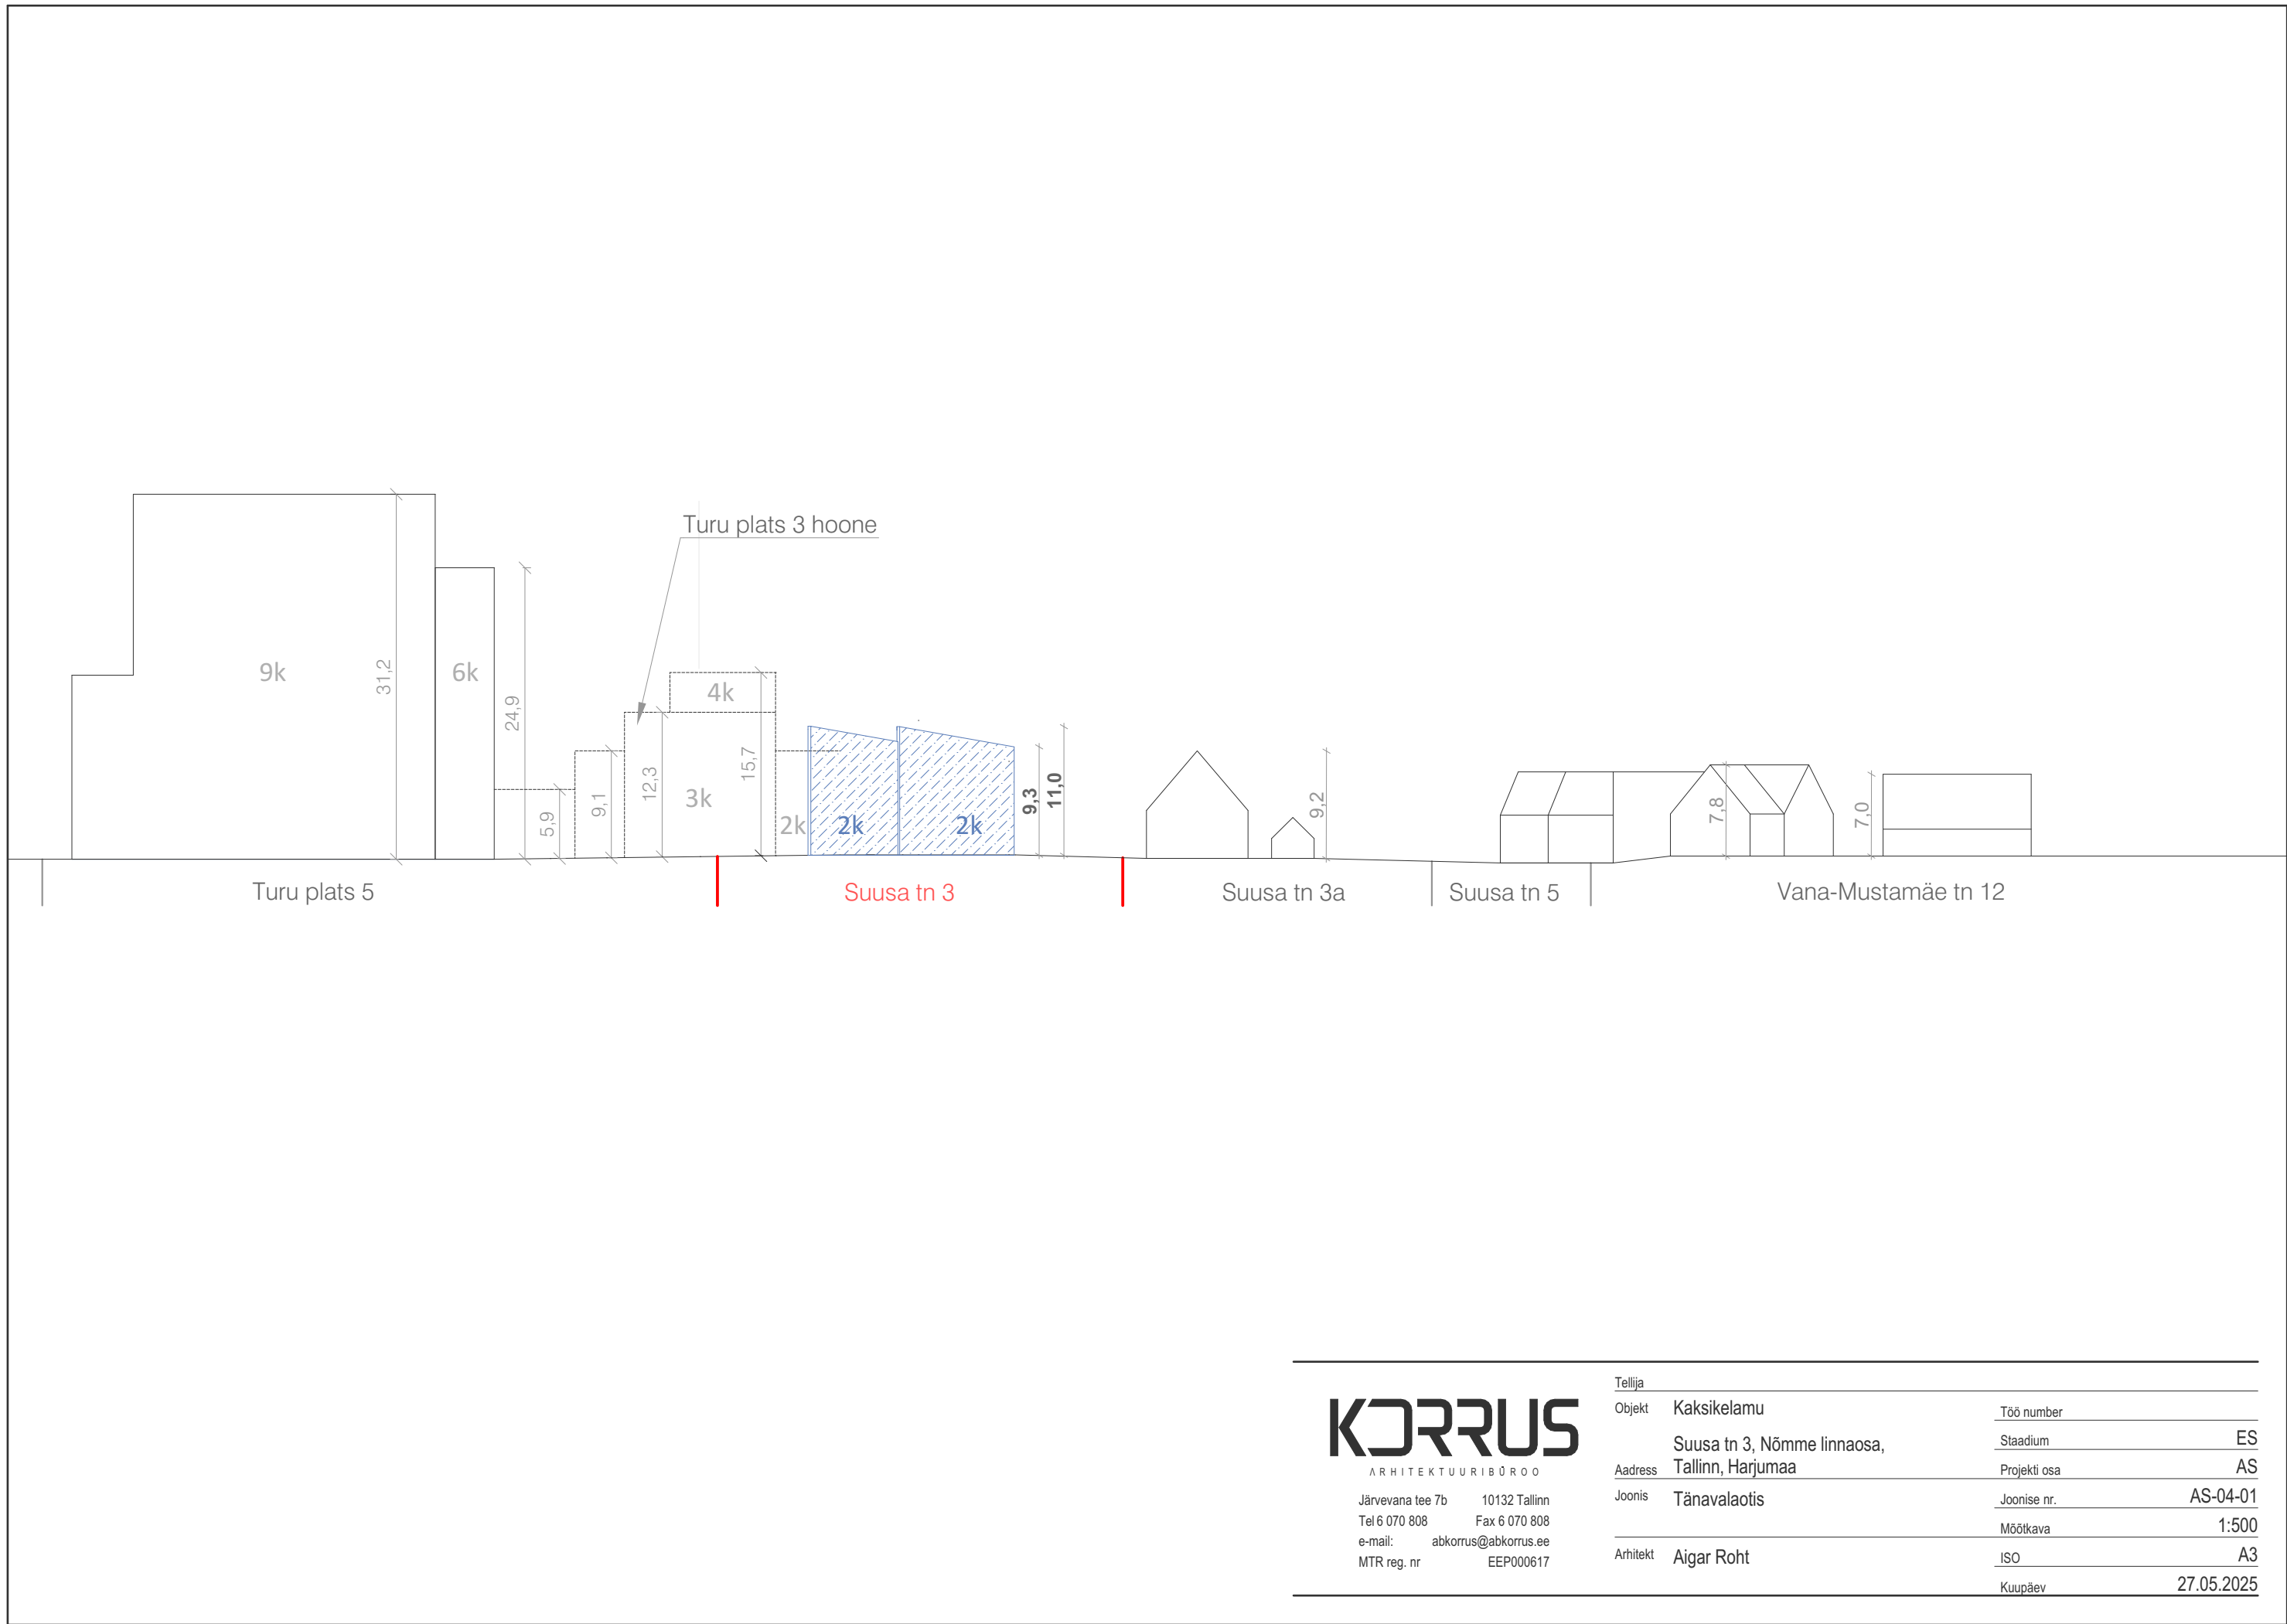 Turu plats 3 hoone
9k
31,2
6k
24,9
5,9
9,1
12,3
4k
3k
15,7
2k
2k
2k
9,3
11,0
9,2
7,8
7,0
Turu plats 5
Suusa tn 3
Suusa tn 3a
Suusa tn 5
Vana-Mustamäe tn 12
KORRUS
ARHITEKTUURIBÜROO
Järvevana tee 7b 10132 Tallinn
Tel 6 070 808 Fax 6 070 808
e-mail: abkorrus@abkorrus.ee
MTR reg. nr EEP000617
Tellija
Objekt Kaksikelamu
Suusa tn 3, Nõmme linnaosa,
Aadress Tallinn, Harjumaa
Joonis Tänavalaotis
Arhitekt Aigar Roht
Töö number
Staadium ES
Projekti osa AS
Joonise nr. AS-04-01
Mõõtkava 1:500
ISO A3
Kuupäev 27.05.2025